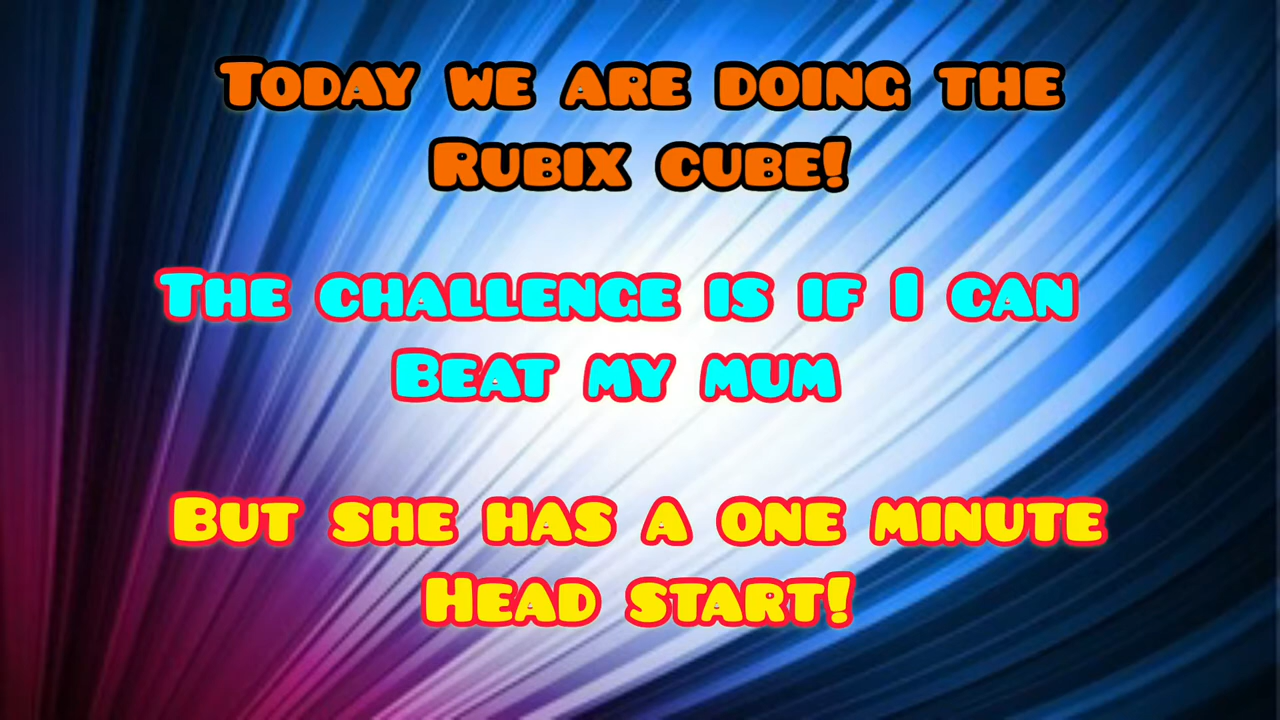 Today we are doing the
Rubix cube!
The challenge is if I can
Beat my mum
But she has a one minute
Head start!